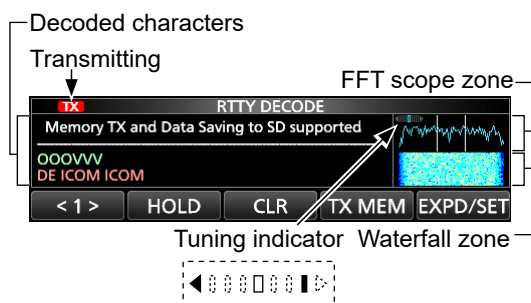 Decoded characters
Transmitting
FFT scope zone
TX
RTTY DECODE
Memory TX and Data Saving to SD supported
OOOVVV
DE ICOM ICOM
< 1 > HOLD CLR TX MEM EXPD/SET
Tuning indicator Waterfall zone